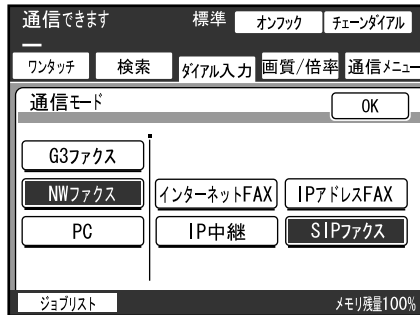 通信できます 標準 オンフック チェーンダイアル
ワンタッチ 検索 ダイアル入力 画質/倍率 通信メニュー
通信モード OK
G3ファクス
NWファクス インターネットFAX IPアドレスFAX
PC IP中継 SIPファクス
ジョブリスト メモリ残量100%